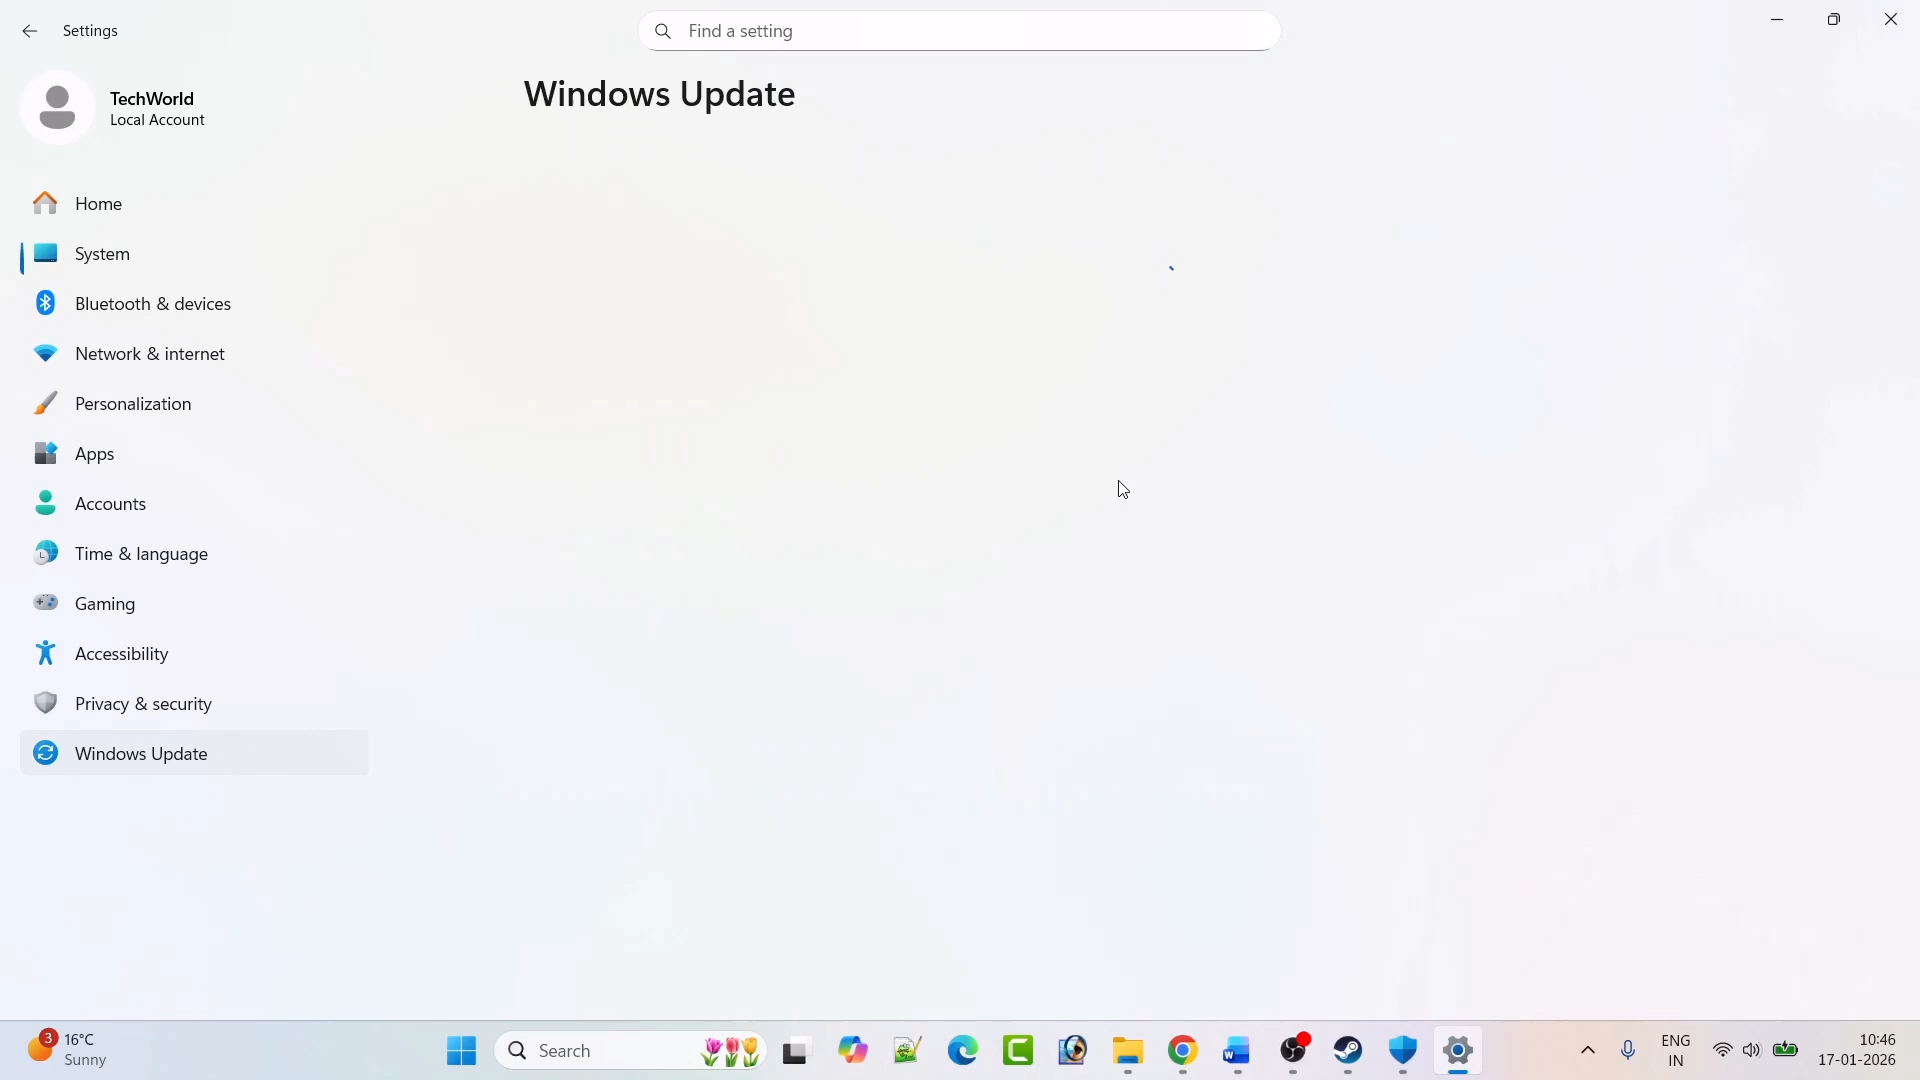 Settings
Find a setting
TechWorld
Local Account
Windows Update
Home
System
Bluetooth & devices
Network & internet
Personalization
Apps
Accounts
Time & language
Gaming
Accessibility
Privacy & security
Windows Update
3
16°C
Sunny
Search
ENG
IN
10:46
17-01-2026